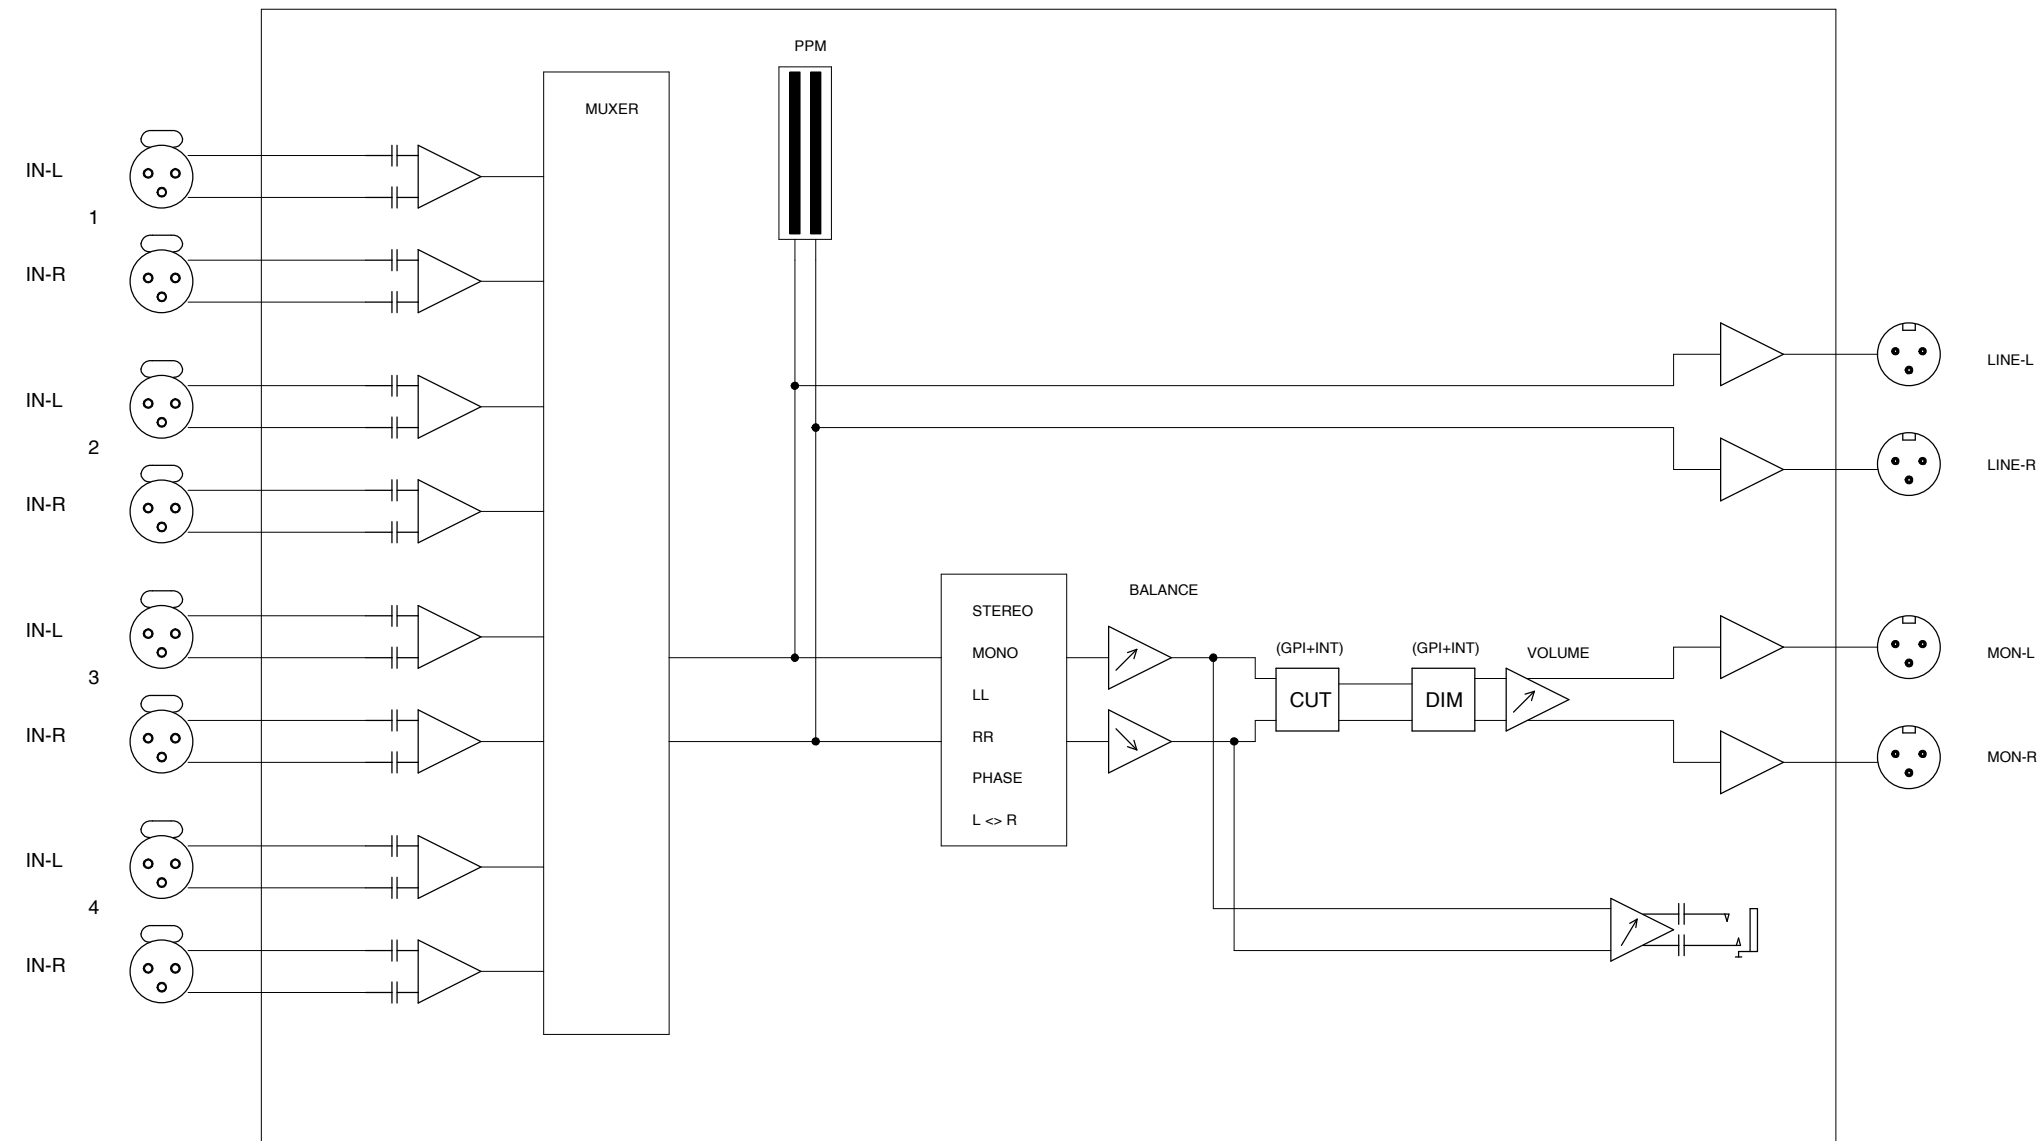 PPM
MUXER
IN-L
1
IN-R
IN-L
2
IN-R
IN-L
3
IN-R
IN-L
4
IN-R
STEREO
MONO
LL
RR
PHASE
L <> R
BALANCE
(GPI+INT)
CUT
(GPI+INT)
DIM
VOLUME
LINE-L
LINE-R
MON-L
MON-R